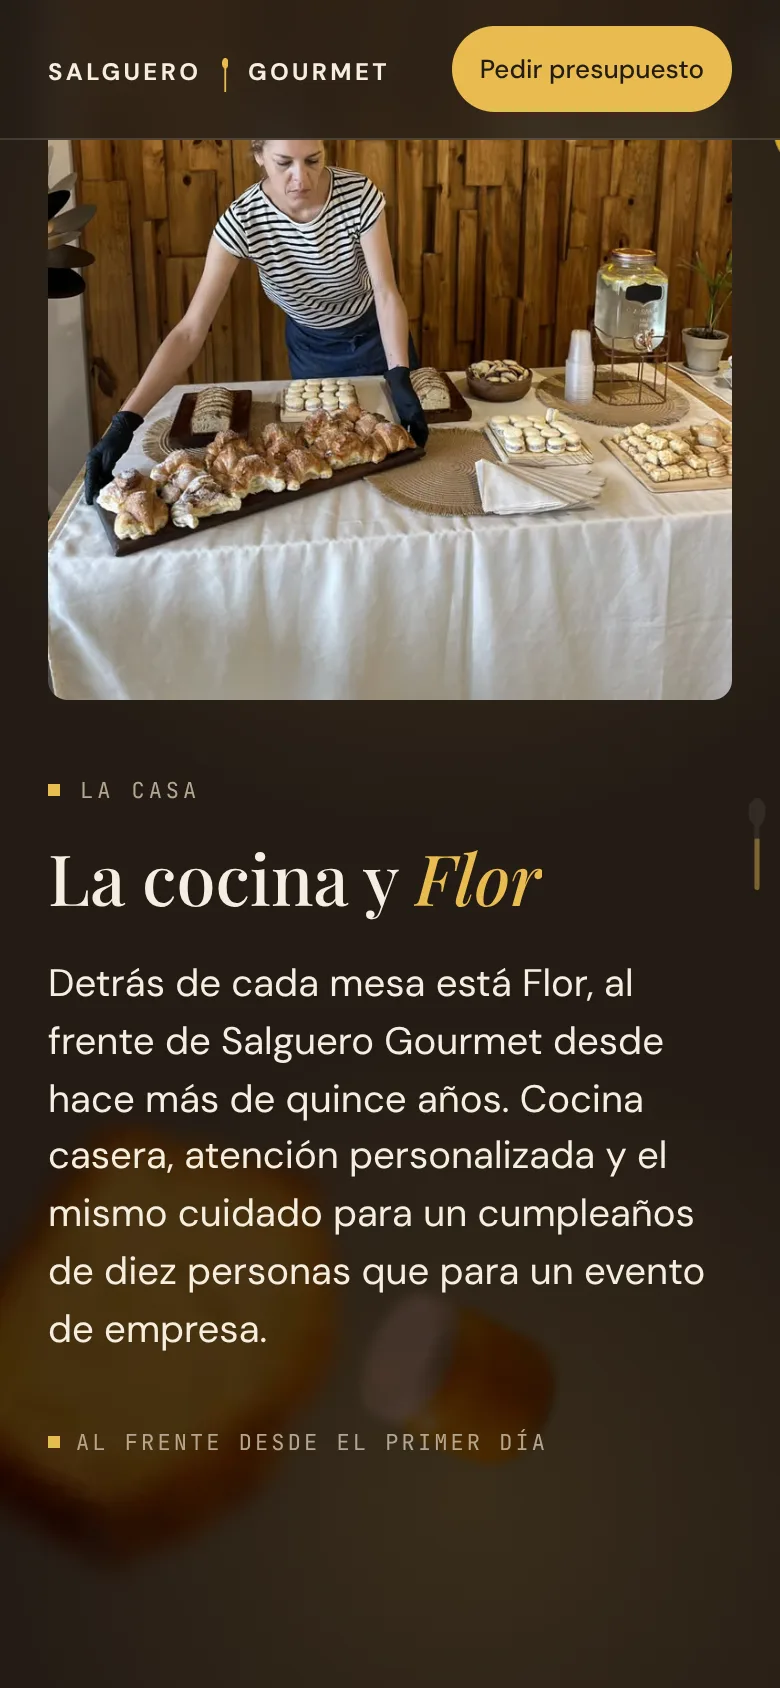 SALGUERO GOURMET
Pedir presupuesto
LA CASA
La cocina y Flor
Detrás de cada mesa está Flor, al
frente de Salguero Gourmet desde
hace más de quince años. Cocina
casera, atención personalizada y el
mismo cuidado para un cumpleaños
de diez personas que para un evento
de empresa.
AL FRENTE DESDE EL PRIMER DÍA